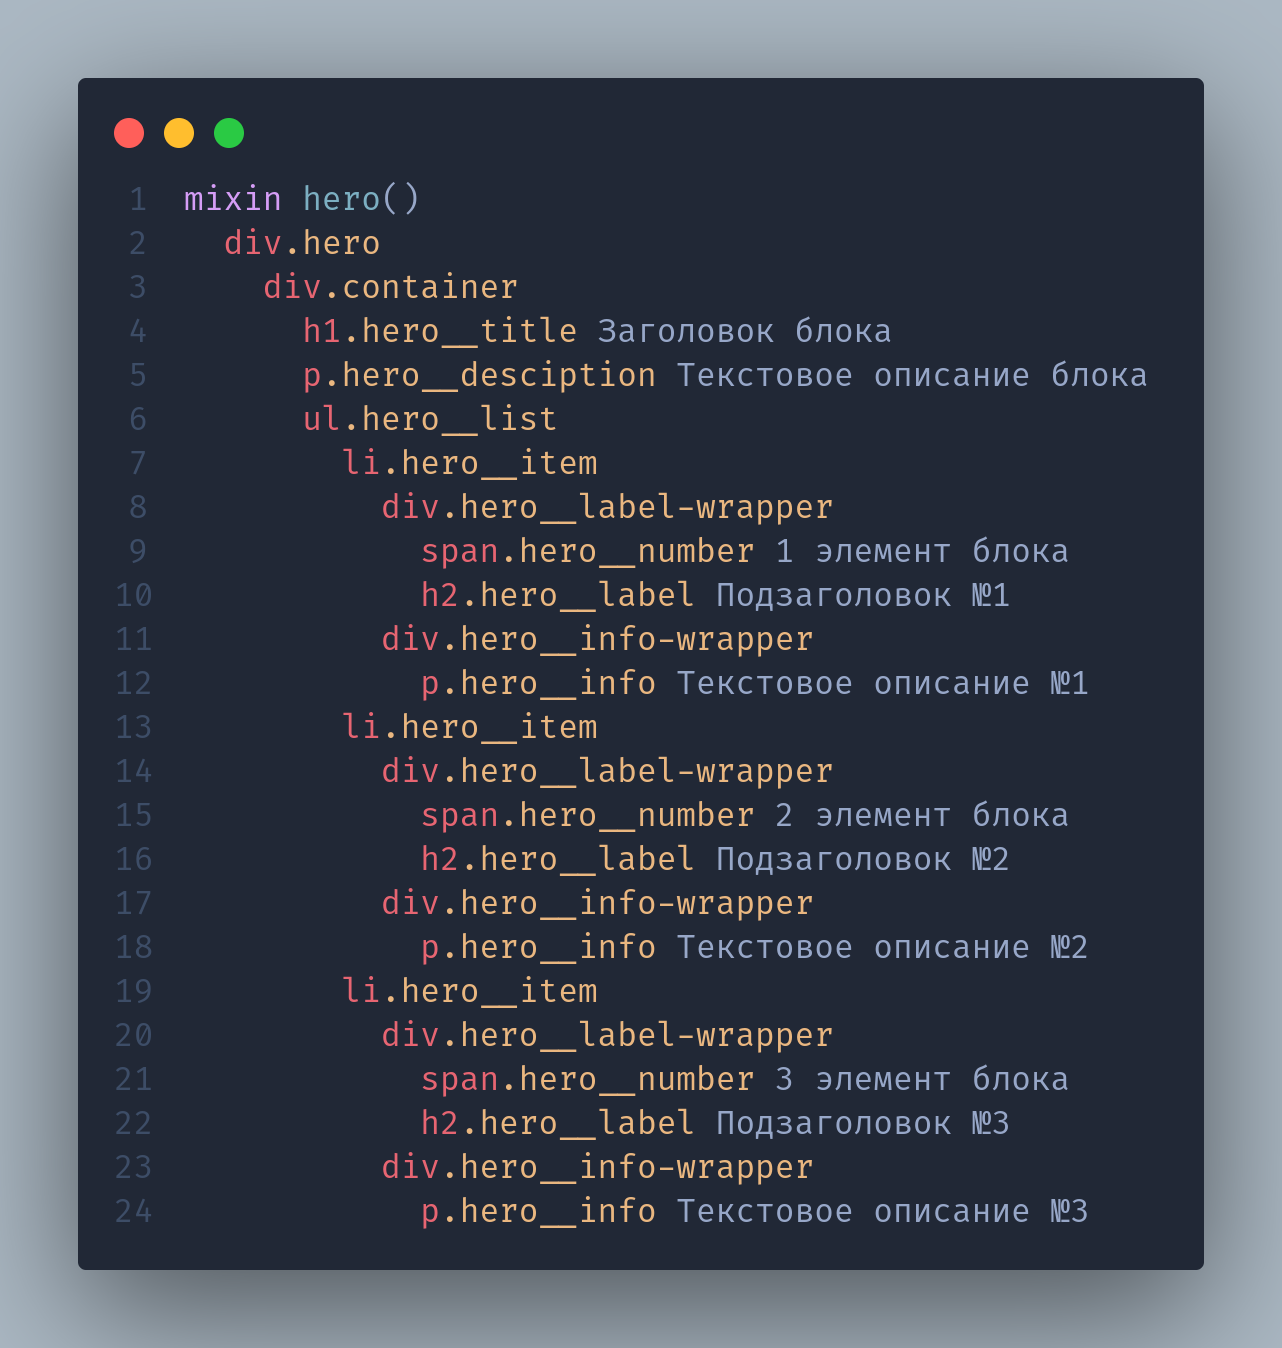 1 mixin hero()
2 div.hero
3 div.container
4 h1.hero__title Заголовок блока
5 p.hero__desciption Текстовое описание блока
6 ul.hero__list
7 li.hero__item
8 div.hero__label-wrapper
9 span.hero__number 1 элемент блока
10 h2.hero__label Подзаголовок №1
11 div.hero__info-wrapper
12 p.hero__info Текстовое описание №1
13 li.hero__item
14 div.hero__label-wrapper
15 span.hero__number 2 элемент блока
16 h2.hero__label Подзаголовок №2
17 div.hero__info-wrapper
18 p.hero__info Текстовое описание №2
19 li.hero__item
20 div.hero__label-wrapper
21 span.hero__number 3 элемент блока
22 h2.hero__label Подзаголовок №3
23 div.hero__info-wrapper
24 p.hero__info Текстовое описание №3